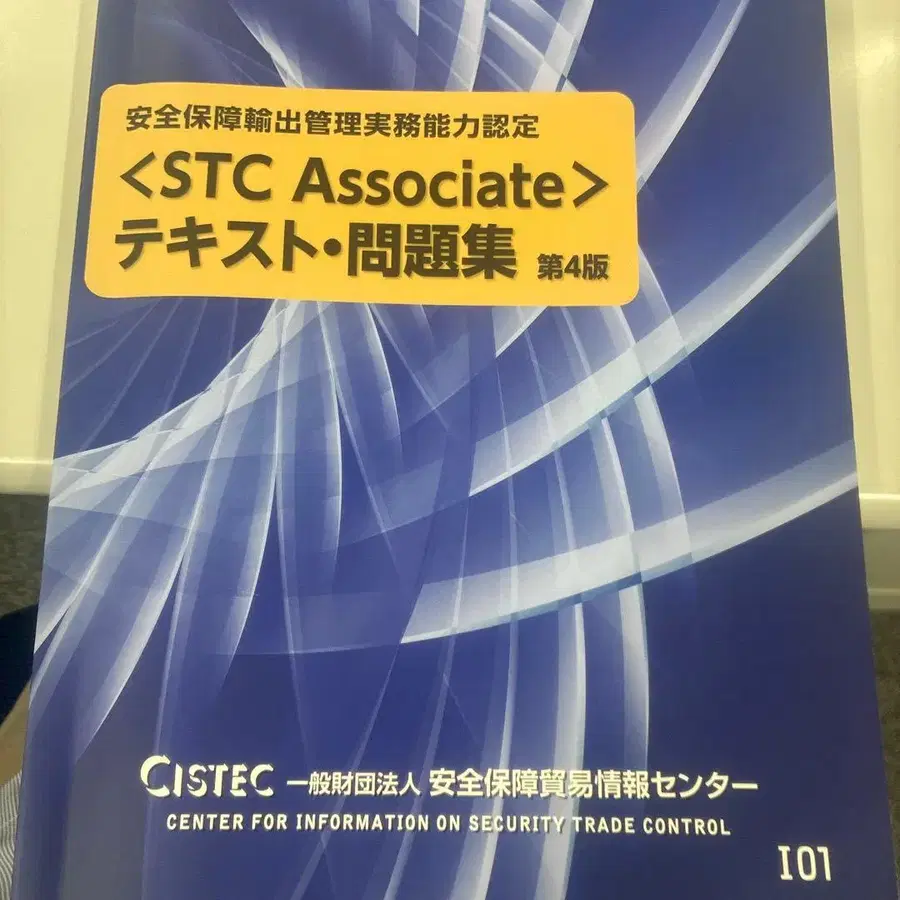 安全保障輸出管理実務能力認定
<STC Associate>
テキスト・問題集 第4版
CISTEC 一般財団法人 安全保障貿易情報センター
CENTER FOR INFORMATION ON SECURITY TRADE CONTROL
I01